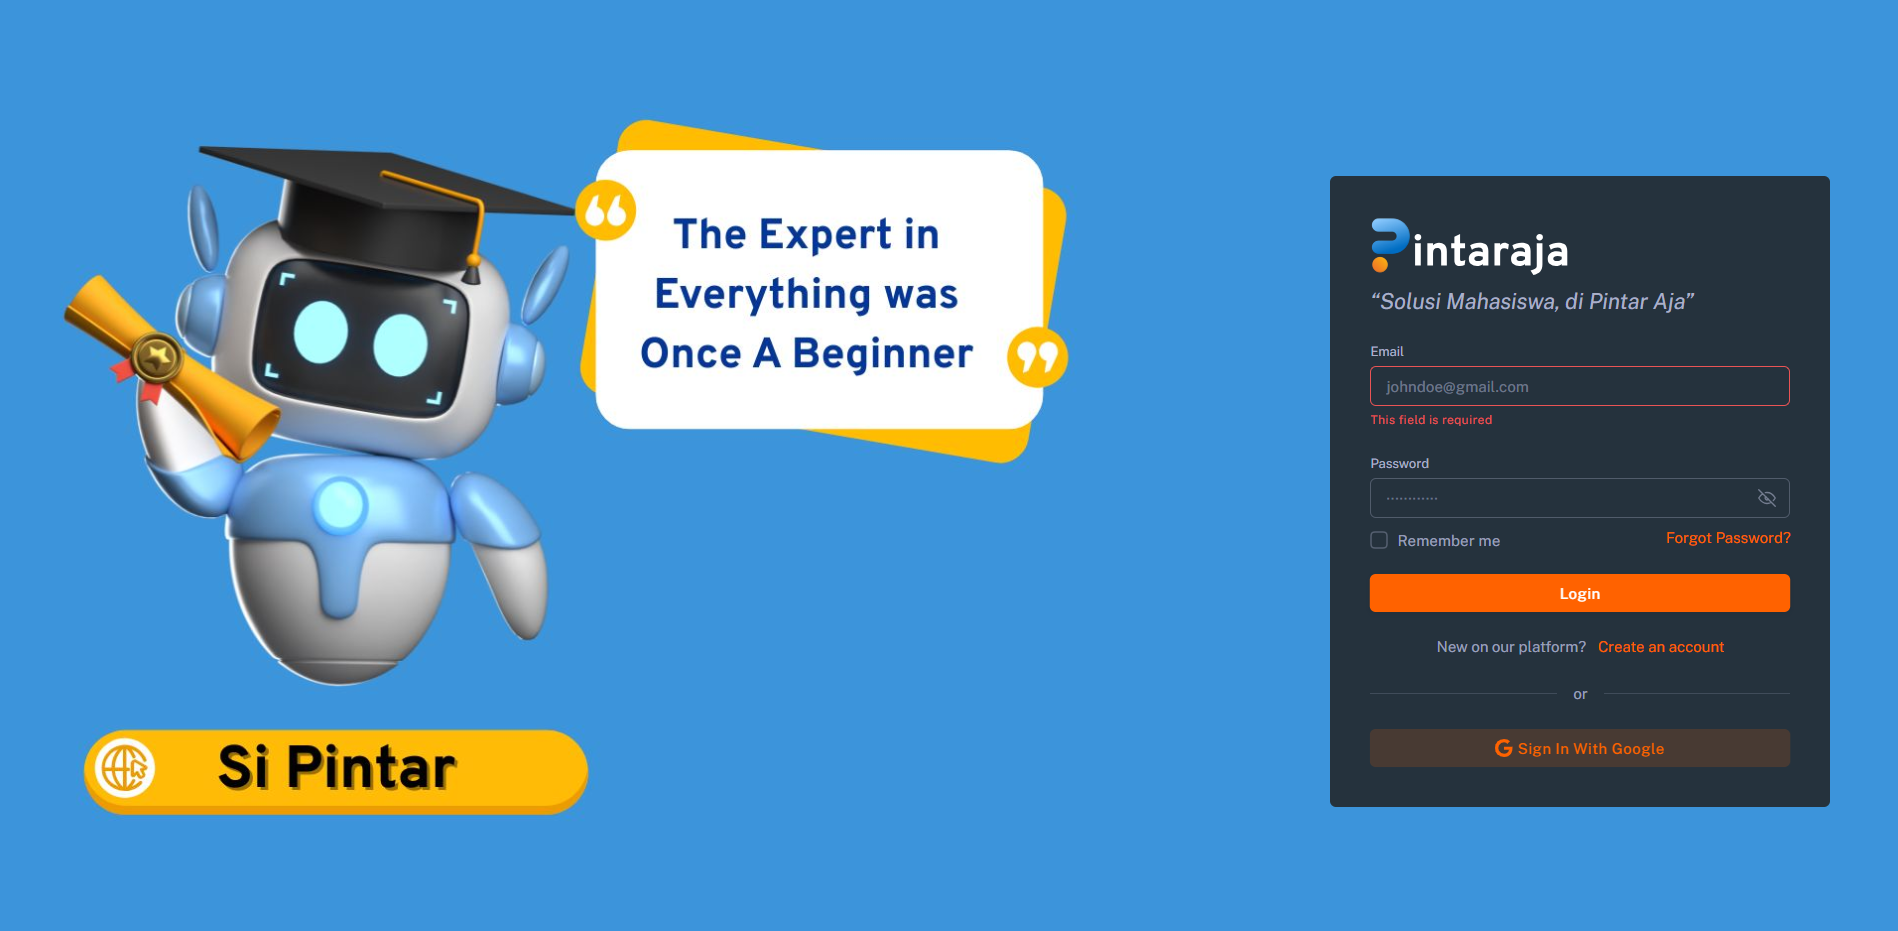 The Expert in
Everything was
Once A Beginner
Si Pintar
Pintaraja
“Solusi Mahasiswa, di Pintar Aja”
Email
johndoe@gmail.com
This field is required
Password
············
Remember me
Forgot Password?
Login
New on our platform? Create an account
or
G Sign In With Google